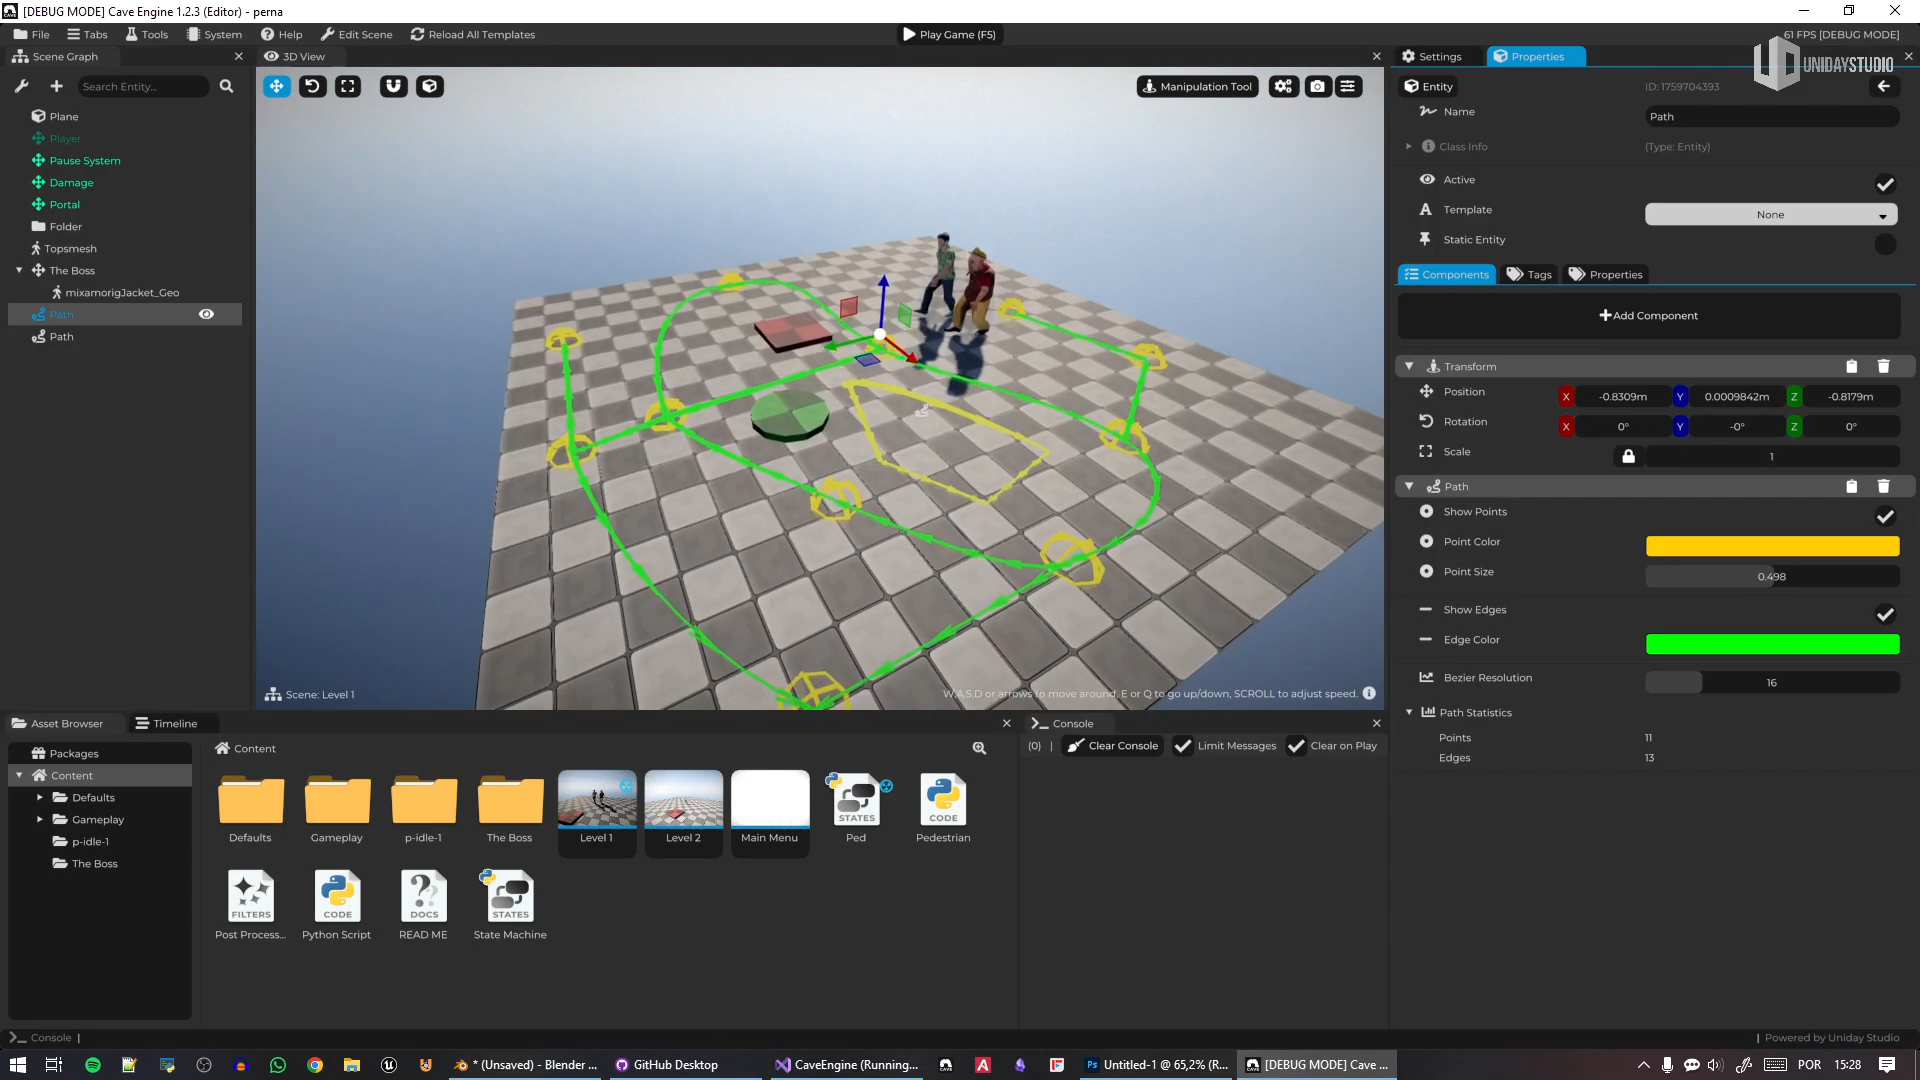 [DEBUG MODE] Cave Engine 1.2.3 (Editor) - perna
File Tabs Tools System Help Edit Scene Reload All Templates Play Game (F5) 61 FPS [DEBUG MODE]
Scene Graph
3D View
Settings Properties
UNIDAYSTUDIO
Search Entity...
Manipulation Tool
Entity ID: 1759704393
Name Path
Class Info (Type: Entity)
Active
Template None
Static Entity
Components Tags Properties
Add Component
Transform
Position X -0.8309m Y 0.0009842m Z -0.8179m
Rotation X 0° Y -0° Z 0°
Scale 1
Path
Show Points
Point Color
Point Size 0.498
Show Edges
Edge Color
Bezier Resolution 16
Path Statistics
Points 11
Edges 13
Plane
Player
Pause System
Damage
Portal
Folder
Topsmesh
The Boss
mixamorigJacket_Geo
Path
Path
Scene: Level 1
W,A,S,D or arrows to move around, E or Q to go up/down, SCROLL to adjust speed.
Asset Browser Timeline
Packages
Content
Defaults
Gameplay
p-idle-1
The Boss
Content
Defaults Gameplay p-idle-1 The Boss Level 1 Level 2 Main Menu
STATES
Ped
CODE
Pedestrian
FILTERS
Post Process...
CODE
Python Script
DOCS
READ ME
STATES
State Machine
Console
(0) | Clear Console Limit Messages Clear on Play
Console |
| Powered by Uniday Studio
* (Unsaved) - Blender ... GitHub Desktop CaveEngine (Running... CAVE Ps Untitled-1 @ 65,2% (R... [DEBUG MODE] Cave ... POR 15:28